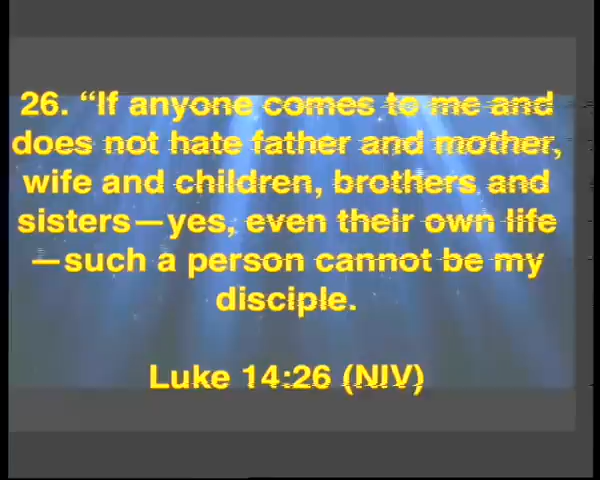 26. “If anyone comes to me and
does not hate father and mother,
wife and children, brothers and
sisters—yes, even their own life
—such a person cannot be my
disciple.
Luke 14:26 (NIV)